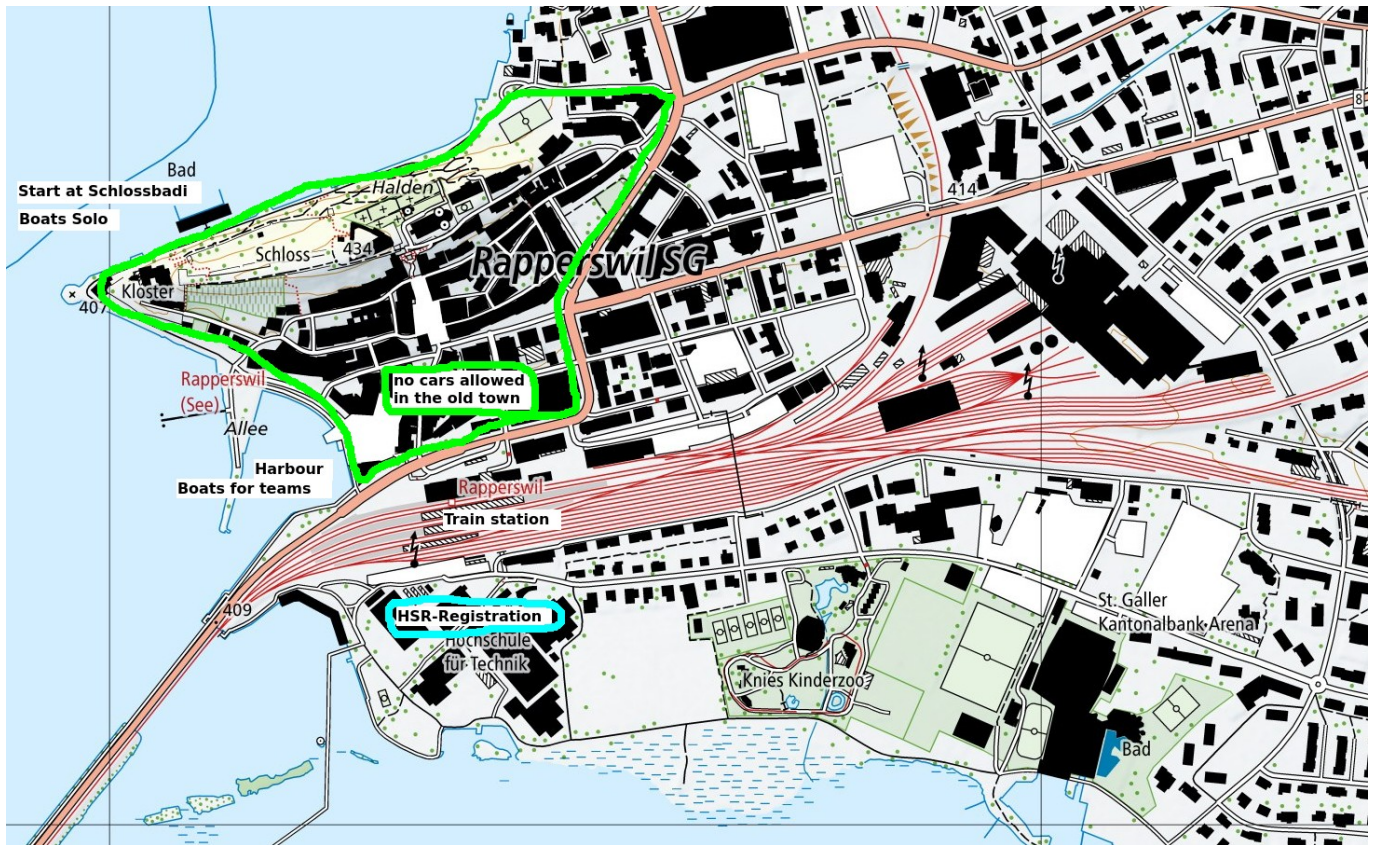 8
414
Bad
Start at Schlossbadi
Boats Solo
Halden
434
Schloss
Rapperswil SG
Kloster
407
Rapperswil
(See)
no cars allowed
in the old town
Allee
Harbour
Boats for teams
Rapperswil
Train station
409
HSR-Registration
Hochschule
für Technik
St. Galler
Kantonalbank Arena
Knies Kinderzoo
Bad